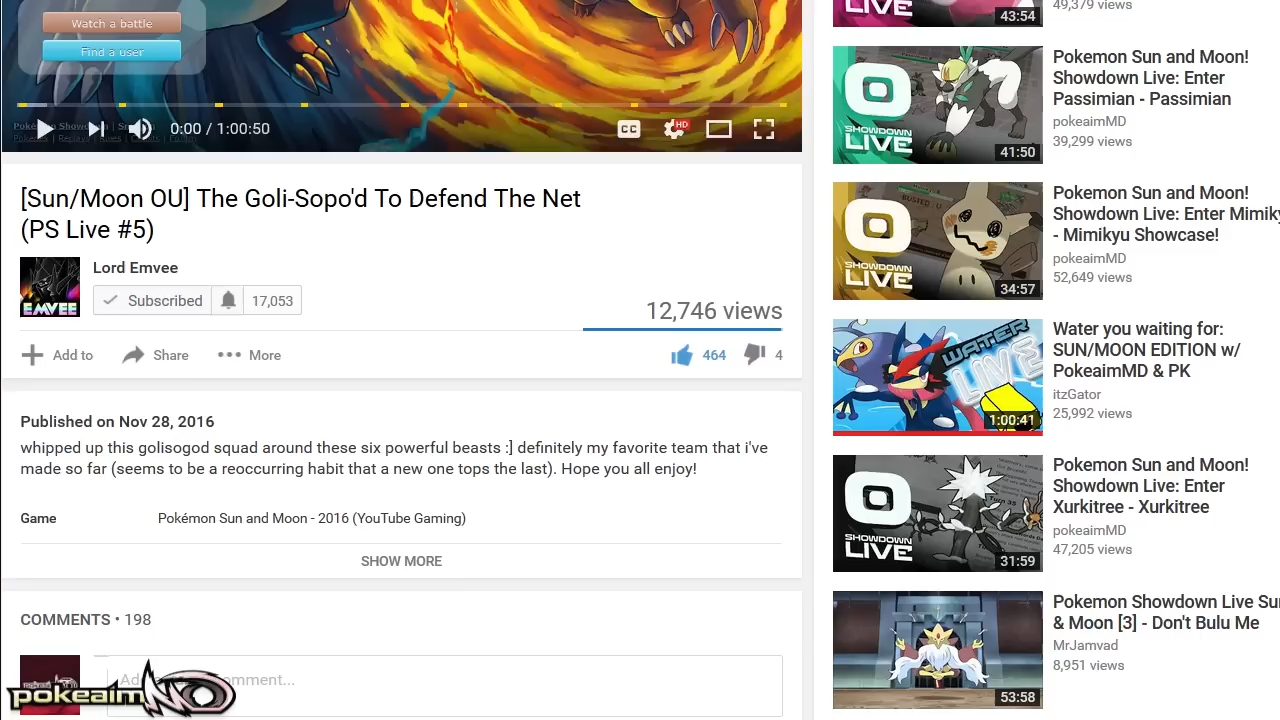 Watch a battle
Find a user
0:00 / 1:00:50
CC
HD
[Sun/Moon OU] The Goli-Sopo'd To Defend The Net
(PS Live #5)
Lord Emvee
EMVEE
Subscribed
17,053
12,746 views
Add to
Share
More
464
4
Published on Nov 28, 2016
whipped up this golisogod squad around these six powerful beasts :] definitely my favorite team that i've
made so far (seems to be a reoccurring habit that a new one tops the last). Hope you all enjoy!
Game
Pokémon Sun and Moon - 2016 (YouTube Gaming)
SHOW MORE
COMMENTS • 198
pokeaimMD
LIVE
43:54
49,379 views
SHOWDOWN
LIVE
41:50
Pokemon Sun and Moon!
Showdown Live: Enter
Passimian - Passimian
pokeaimMD
39,299 views
BUSTED
SHOWDOWN
LIVE
34:57
Pokemon Sun and Moon!
Showdown Live: Enter Mimiky
- Mimikyu Showcase!
pokeaimMD
52,649 views
WATER
LIVE
1:00:41
Water you waiting for:
SUN/MOON EDITION w/
PokeaimMD & PK
itzGator
25,992 views
SHOWDOWN
LIVE
31:59
Pokemon Sun and Moon!
Showdown Live: Enter
Xurkitree - Xurkitree
pokeaimMD
47,205 views
53:58
Pokemon Showdown Live Sun
& Moon [3] - Don't Bulu Me
MrJamvad
8,951 views